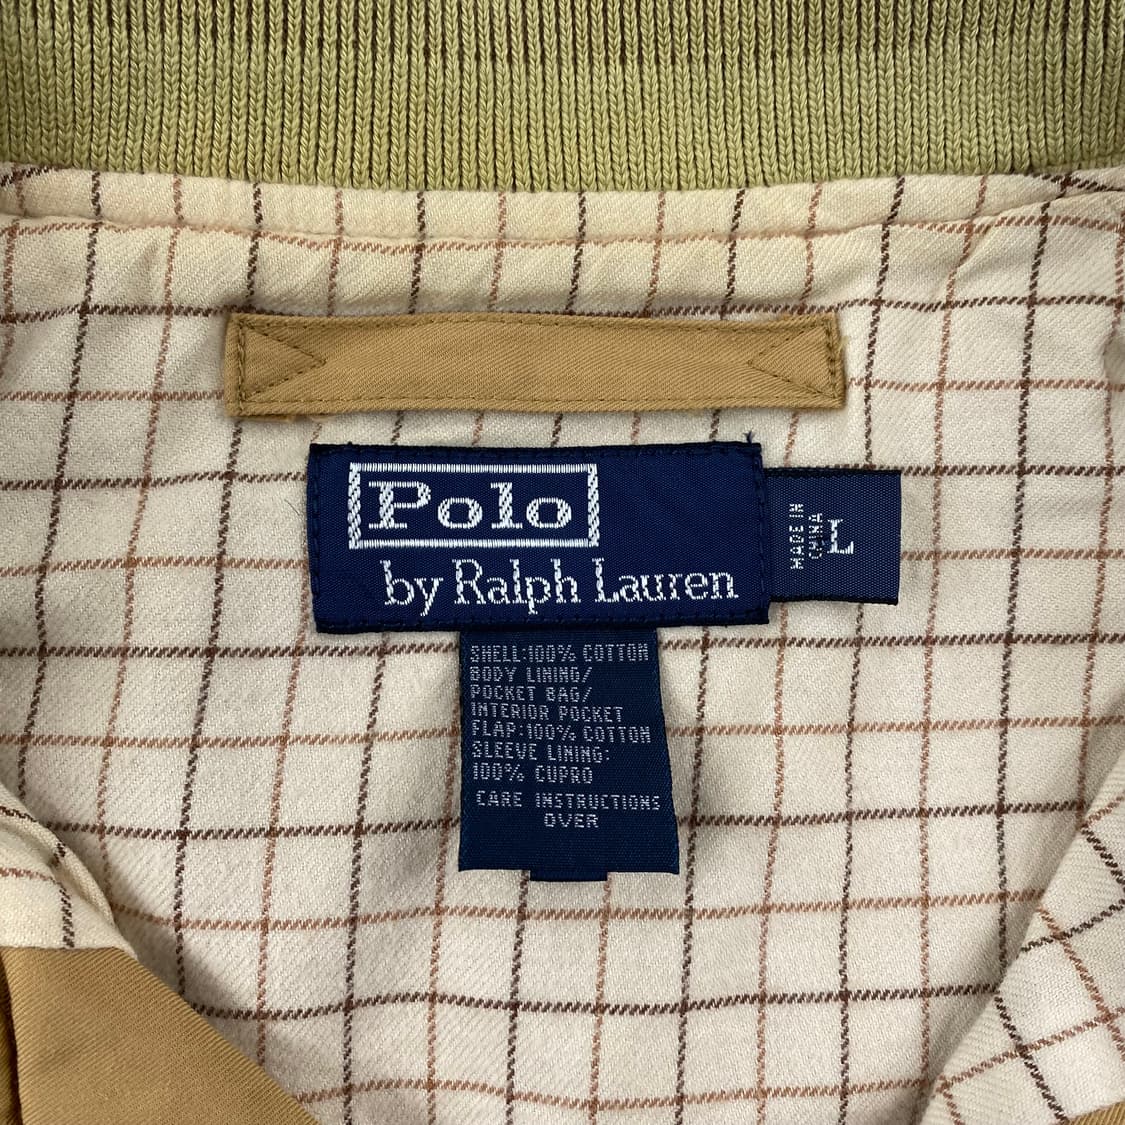 Polo
by Ralph Lauren
MADE IN
CHINA
L
SHELL:100% COTTON
BODY LINING/
POCKET BAG/
INTERIOR POCKET
FLAP:100% COTTON
SLEEVE LINING:
100% CUPRO
CARE INSTRUCTIONS
OVER